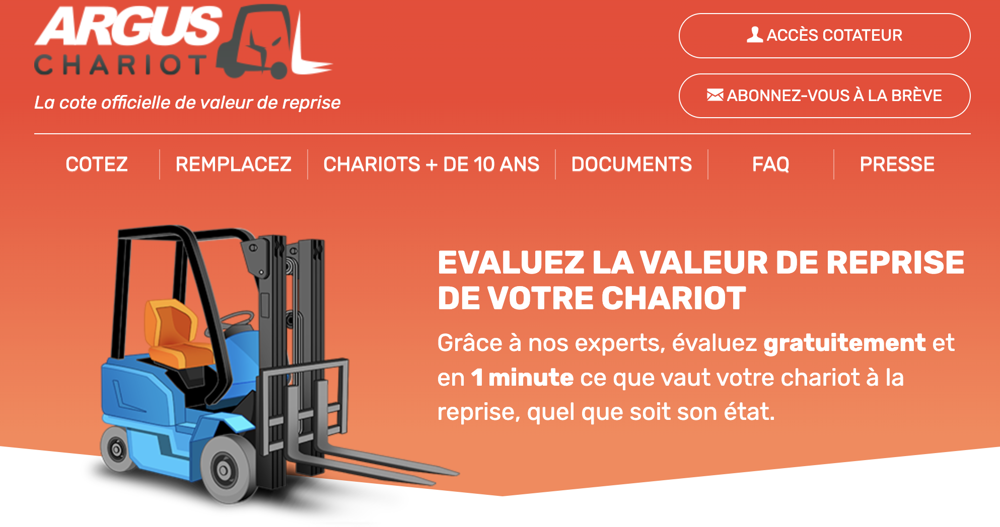 ARGUS
CHARIOT
La cote officielle de valeur de reprise
ACCÈS COTATEUR
ABONNEZ-VOUS À LA BRÈVE
COTEZ
REMPLACEZ
CHARIOTS + DE 10 ANS
DOCUMENTS
FAQ
PRESSE
EVALUEZ LA VALEUR DE REPRISE
DE VOTRE CHARIOT
Grâce à nos experts, évaluez gratuitement et
en 1 minute ce que vaut votre chariot à la
reprise, quel que soit son état.